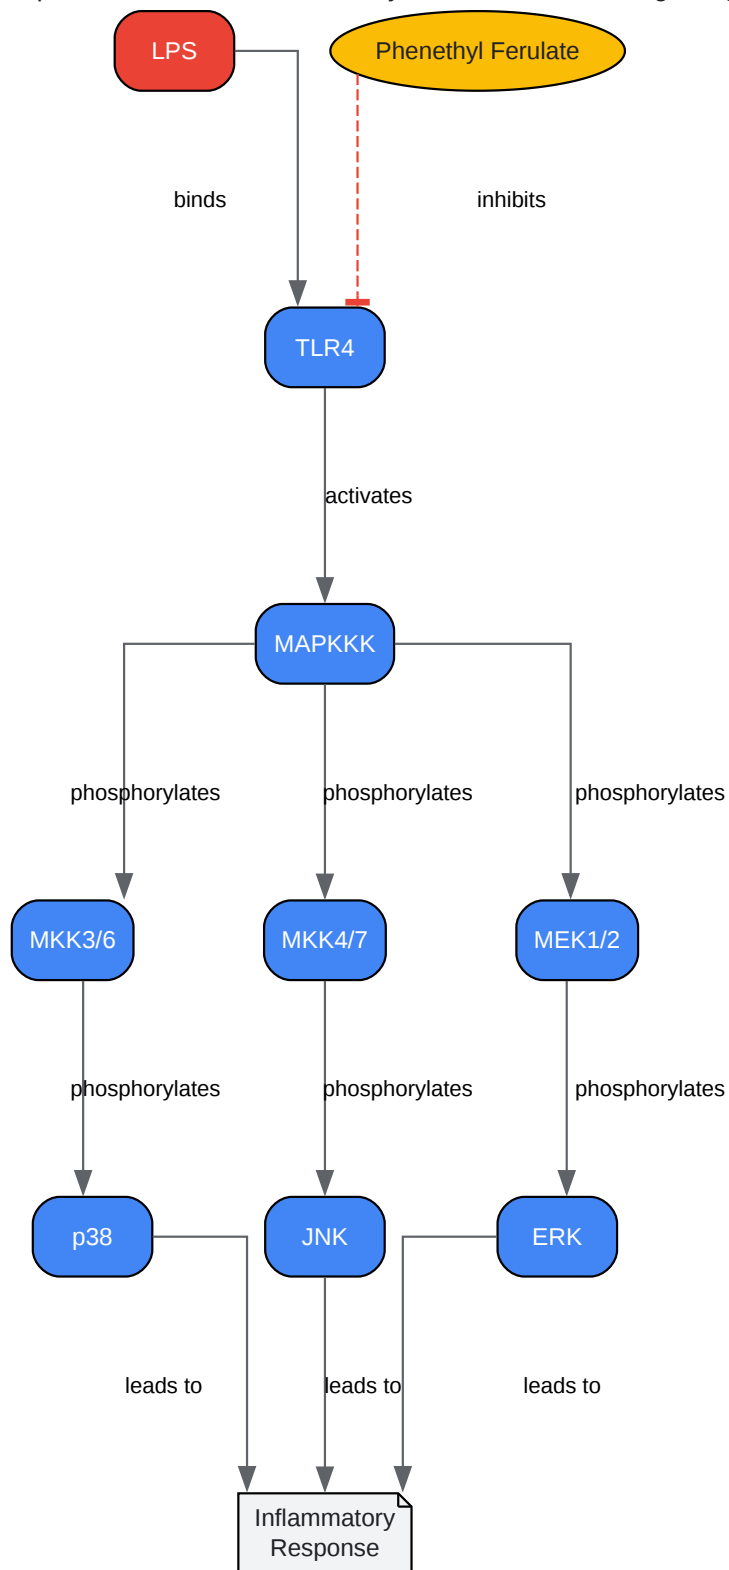 LPS
Phenethyl Ferulate
binds
inhibits
TLR4
activates
MAPKKK
phosphorylates
phosphorylates
phosphorylates
MKK3/6
MKK4/7
MEK1/2
phosphorylates
phosphorylates
phosphorylates
p38
JNK
ERK
leads to
leads to
leads to
Inflammatory
Response